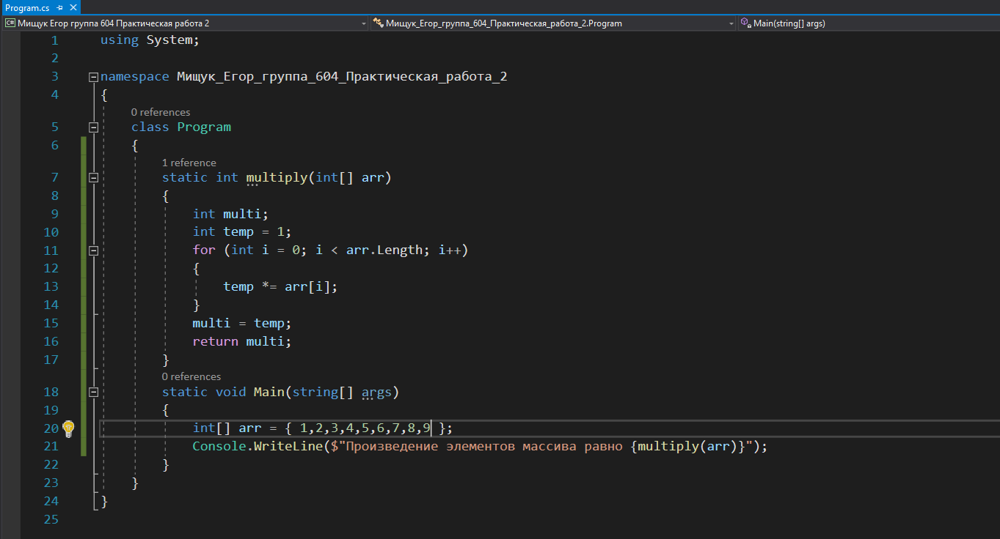 Program.cs
C# Мищук Егор группа 604 Практическая работа 2
Мищук_Егор_группа_604_Практическая_работа_2.Program
Main(string[] args)
1 using System;
2
3 namespace Мищук_Егор_группа_604_Практическая_работа_2
4 {
0 references
5 class Program
6 {
1 reference
7 static int multiply(int[] arr)
8 {
9 int multi;
10 int temp = 1;
11 for (int i = 0; i < arr.Length; i++)
12 {
13 temp *= arr[i];
14 }
15 multi = temp;
16 return multi;
17 }
0 references
18 static void Main(string[] args)
19 {
20 int[] arr = { 1,2,3,4,5,6,7,8,9 };
21 Console.WriteLine($"Произведение элементов массива равно {multiply(arr)}");
22 }
23 }
24 }
25